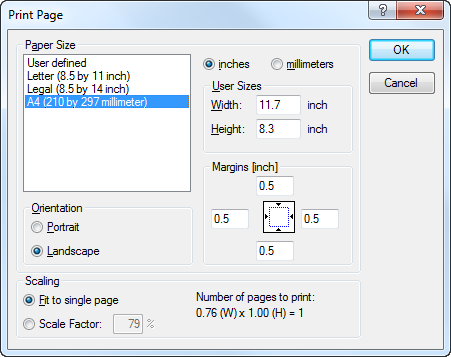 Print Page
?
Paper Size
User defined
Letter (8.5 by 11 inch)
Legal (8.5 by 14 inch)
A4 (210 by 297 millimeter)
inches
millimeters
OK
Cancel
User Sizes
Width: 11.7 inch
Height: 8.3 inch
Margins [inch]
0.5
0.5 0.5
0.5
Orientation
Portrait
Landscape
Scaling
Fit to single page
Scale Factor: 79 %
Number of pages to print:
0.76 (W) x 1.00 (H) = 1